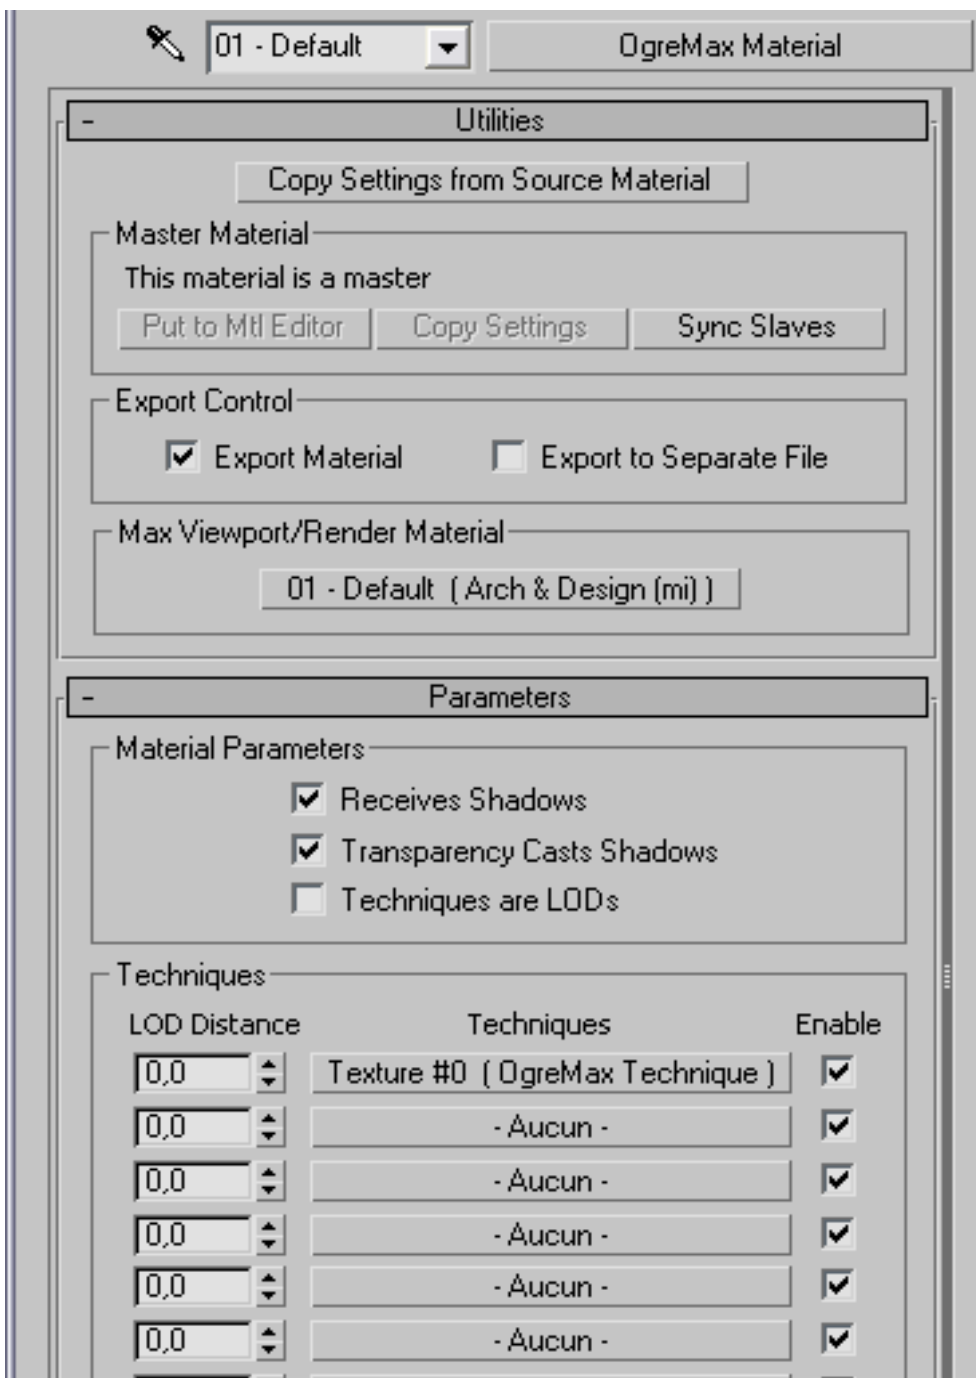 01 - Default OgreMax Material
- Utilities
Copy Settings from Source Material
Master Material
This material is a master
Put to Mtl Editor Copy Settings Sync Slaves
Export Control
Export Material Export to Separate File
Max Viewport/Render Material
01 - Default ( Arch & Design (mi) )
- Parameters
Material Parameters
Receives Shadows
Transparency Casts Shadows
Techniques are LODs
Techniques
LOD Distance Techniques Enable
0,0 Texture #0 ( OgreMax Technique )
0,0 - Aucun -
0,0 - Aucun -
0,0 - Aucun -
0,0 - Aucun -
0,0 - Aucun -